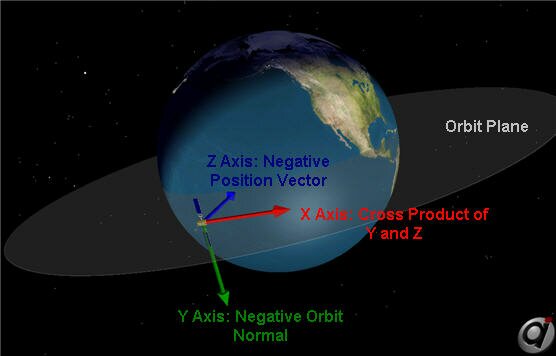 Orbit Plane
Z Axis: Negative
Position Vector
X Axis: Cross Product of
Y and Z
Y Axis: Negative Orbit
Normal